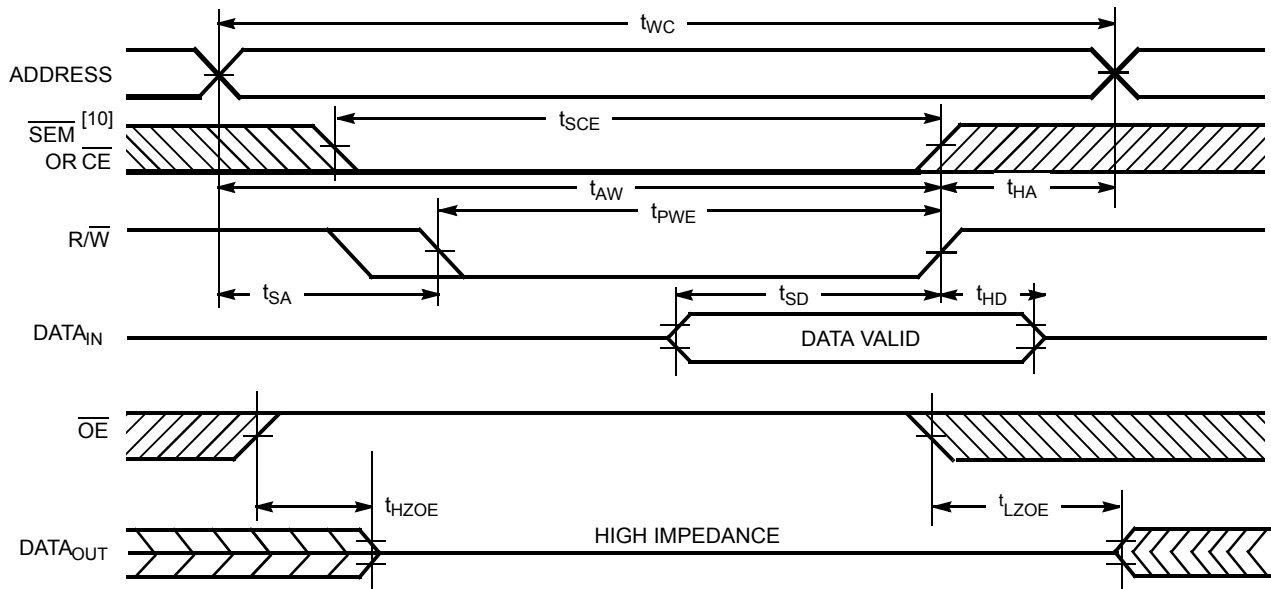 tWC
ADDRESS
SEM [10]
OR CE
tSCE
tAW
tHA
tPWE
R/W
tSA
tSD
tHD
DATAIN
DATA VALID
OE
tHZOE
tLZOE
DATAOUT
HIGH IMPEDANCE